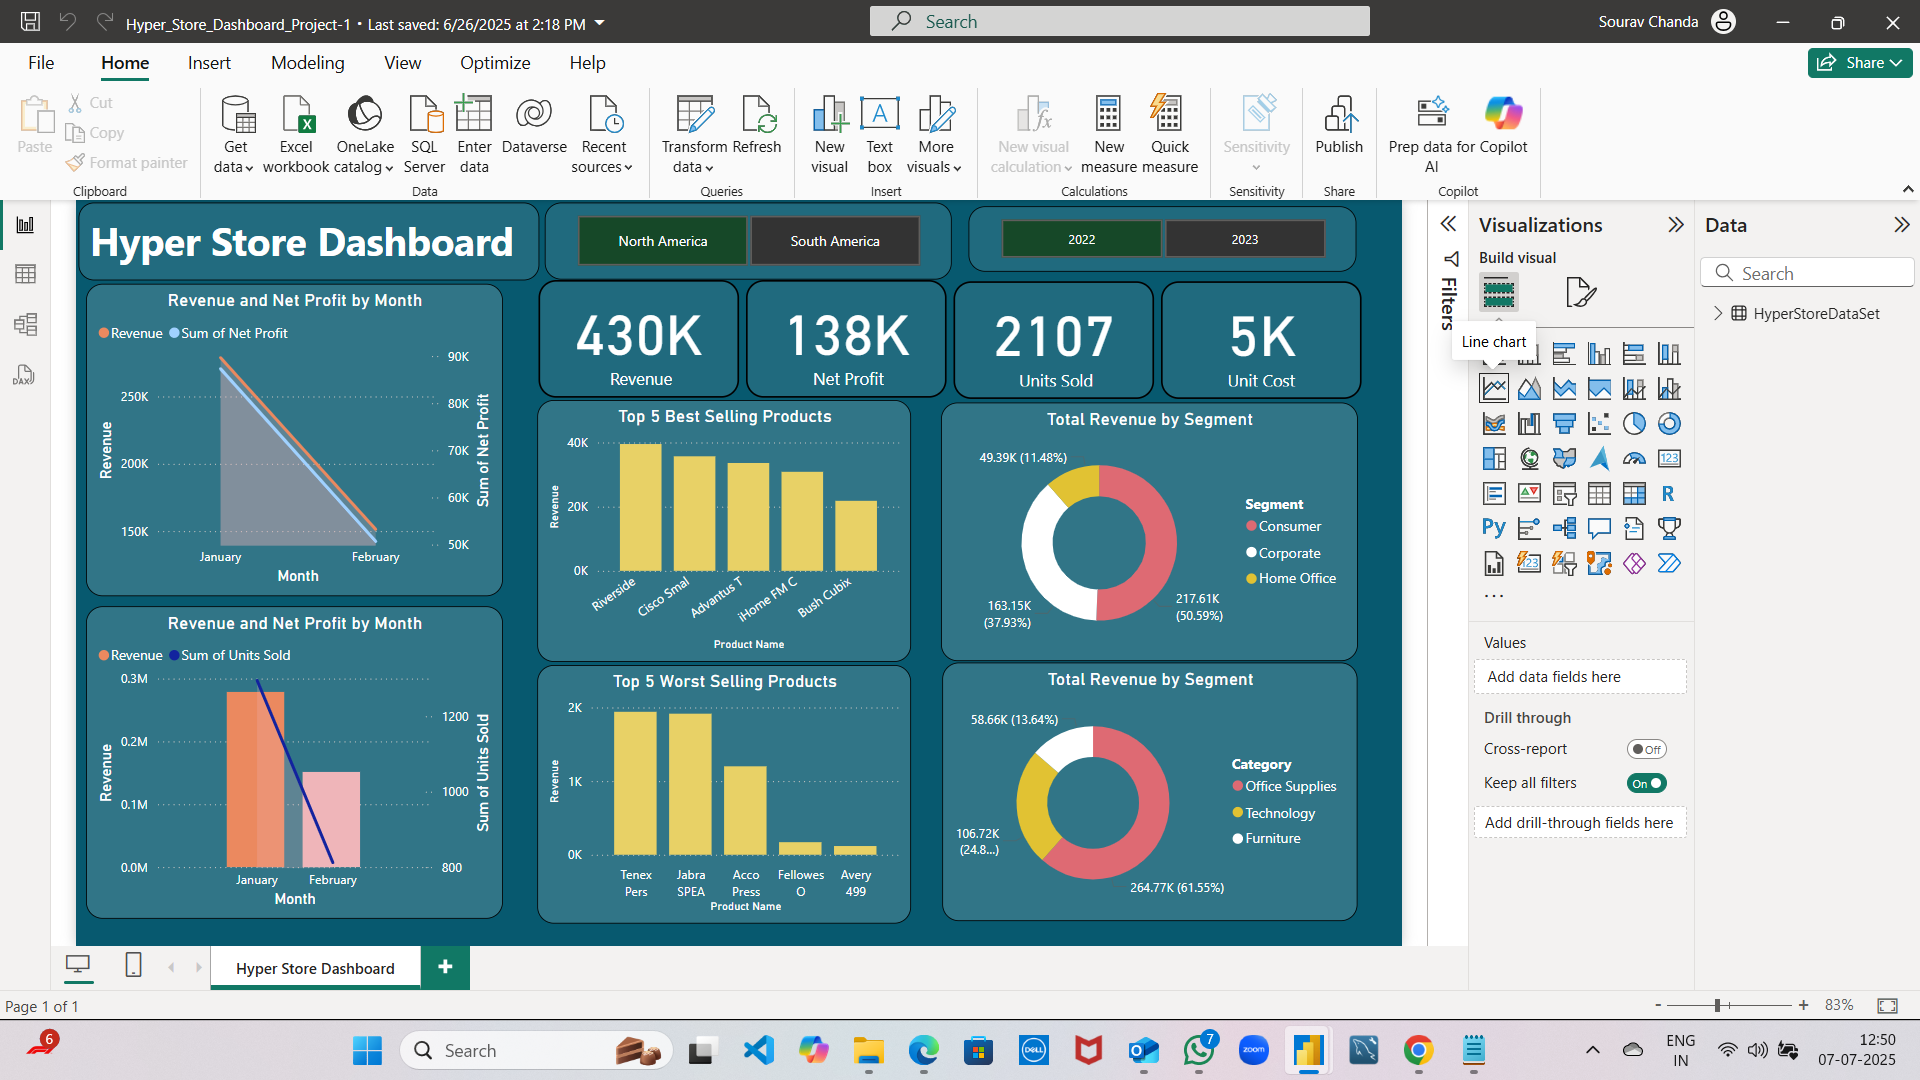 Hyper_Store_Dashboard_Project-1 • Last saved: 6/26/2025 at 2:18 PM
Search
Sourav Chanda
File
Home
Insert
Modeling
View
Optimize
Help
Share
Paste
Cut
Copy
Format painter
Clipboard
Get data
Excel workbook
OneLake catalog
SQL Server
Enter data
Dataverse
Recent sources
Data
Transform data
Refresh
Queries
New visual
Text box
More visuals
Insert
New visual calculation
New measure
Quick measure
Calculations
Sensitivity
Sensitivity
Publish
Share
Prep data for AI
Copilot
Copilot
Hyper Store Dashboard
North America
South America
2022
2023
Revenue and Net Profit by Month
Revenue
Sum of Net Profit
250K
200K
150K
90K
80K
70K
60K
50K
Revenue
Sum of Net Profit
January
February
Month
430K
Revenue
138K
Net Profit
2107
Units Sold
5K
Unit Cost
Top 5 Best Selling Products
40K
20K
0K
Revenue
Riverside
Cisco Smal
Advantus T
iHome FM C
Bush Cubix
Product Name
Total Revenue by Segment
49.39K (11.48%)
163.15K
(37.93%)
217.61K
(50.59%)
Segment
Consumer
Corporate
Home Office
Revenue and Net Profit by Month
Revenue
Sum of Units Sold
0.3M
0.2M
0.1M
0.0M
1200
1000
800
Revenue
Sum of Units Sold
January
February
Month
Top 5 Worst Selling Products
2K
1K
0K
Revenue
Tenex
Pers
Jabra
SPEA
Acco
Press
Fellowes
O
Avery
499
Product Name
Total Revenue by Segment
58.66K (13.64%)
106.72K
(24.8...)
264.77K (61.55%)
Category
Office Supplies
Technology
Furniture
Filters
Visualizations
Build visual
Line chart
123
R
Py
123
...
Values
Add data fields here
Drill through
Cross-report
Off
Keep all filters
On
Add drill-through fields here
Data
Search
HyperStoreDataSet
DAX
Hyper Store Dashboard
+
Page 1 of 1
- + 83%
6
Search
DELL
7
zoom
ENG
IN
12:50
07-07-2025